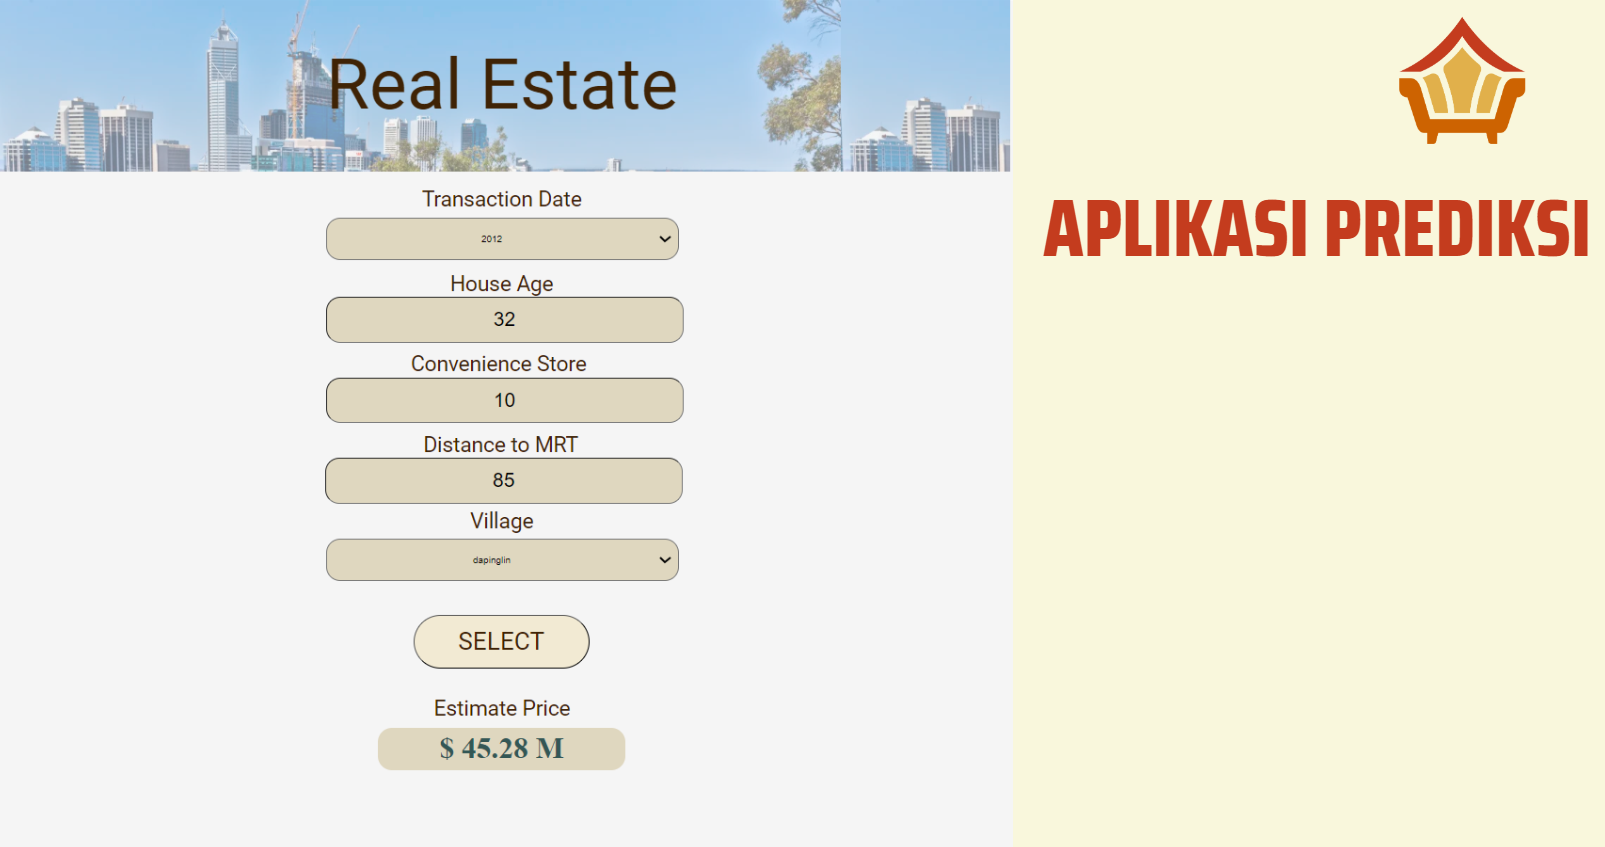 Real Estate
Transaction Date
2012
House Age
32
Convenience Store
10
Distance to MRT
85
Village
dapinglin
SELECT
Estimate Price
$ 45.28 M
APLIKASI PREDIKSI